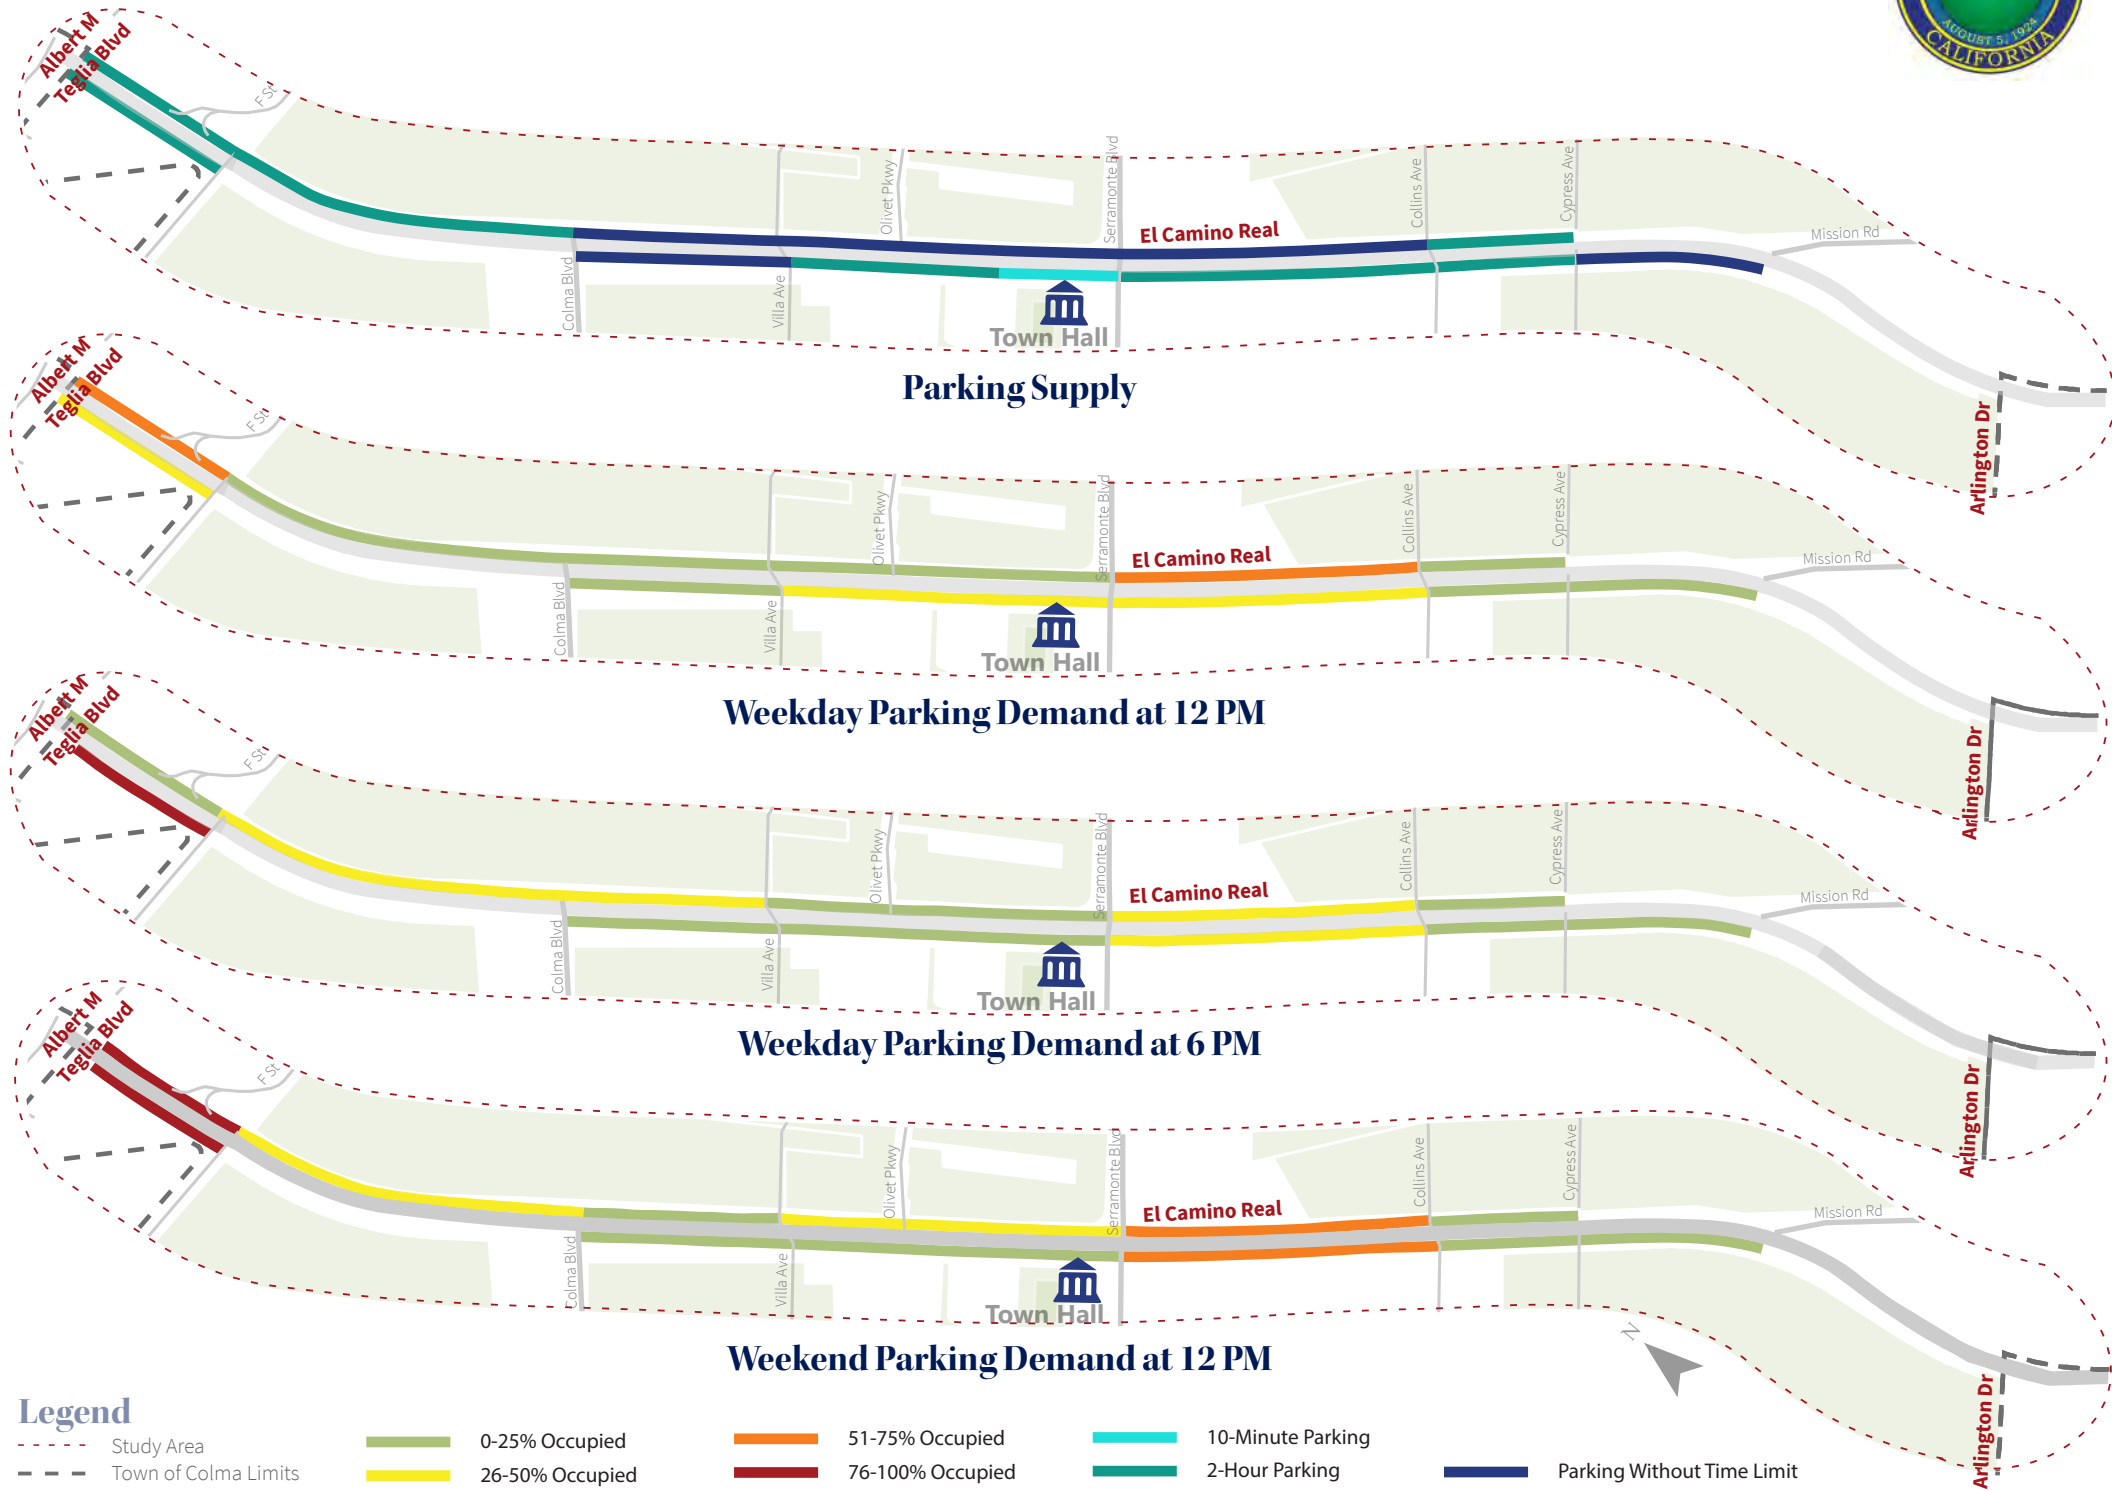 AUGUST 5, 1924
CALIFORNIA
Albert M
Teglia Blvd
F St
Colma Blvd
Villa Ave
Olivet Pkwy
Serramonte Blvd
El Camino Real
Collins Ave
Cypress Ave
Mission Rd
Arlington Dr
Town Hall
Parking Supply
Albert M
Teglia Blvd
F St
Colma Blvd
Villa Ave
Olivet Pkwy
Serramonte Blvd
El Camino Real
Collins Ave
Cypress Ave
Mission Rd
Arlington Dr
Town Hall
Weekday Parking Demand at 12 PM
Albert M
Teglia Blvd
F St
Colma Blvd
Villa Ave
Olivet Pkwy
Serramonte Blvd
El Camino Real
Collins Ave
Cypress Ave
Mission Rd
Arlington Dr
Town Hall
Weekday Parking Demand at 6 PM
Albert M
Teglia Blvd
F St
Colma Blvd
Villa Ave
Olivet Pkwy
Serramonte Blvd
El Camino Real
Collins Ave
Cypress Ave
Mission Rd
Arlington Dr
Town Hall
Weekend Parking Demand at 12 PM
N
Legend
Study Area
Town of Colma Limits
0-25% Occupied
26-50% Occupied
51-75% Occupied
76-100% Occupied
10-Minute Parking
2-Hour Parking
Parking Without Time Limit